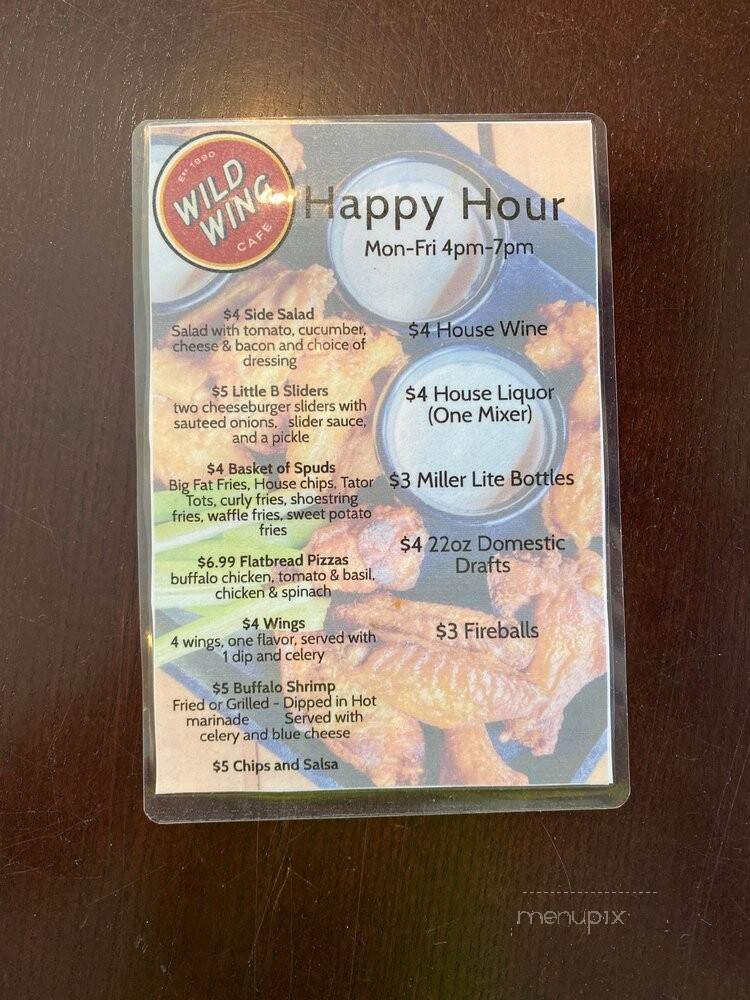 Est 1990
WILD
WING
CAFE
Happy Hour
Mon-Fri 4pm-7pm
$4 Side Salad
Salad with tomato, cucumber,
cheese & bacon and choice of
dressing
$5 Little B Sliders
two cheeseburger sliders with
sauteed onions, slider sauce,
and a pickle
$4 Basket of Spuds
Big Fat Fries, House chips, Tator
Tots, curly fries, shoestring
fries, waffle fries, sweet potato
fries
$6.99 Flatbread Pizzas
buffalo chicken, tomato & basil,
chicken & spinach
$4 Wings
4 wings, one flavor, served with
1 dip and celery
$5 Buffalo Shrimp
Fried or Grilled - Dipped in Hot
marinade Served with
celery and blue cheese
$5 Chips and Salsa
$4 House Wine
$4 House Liquor
(One Mixer)
$3 Miller Lite Bottles
$4 22oz Domestic
Drafts
$3 Fireballs
menupix